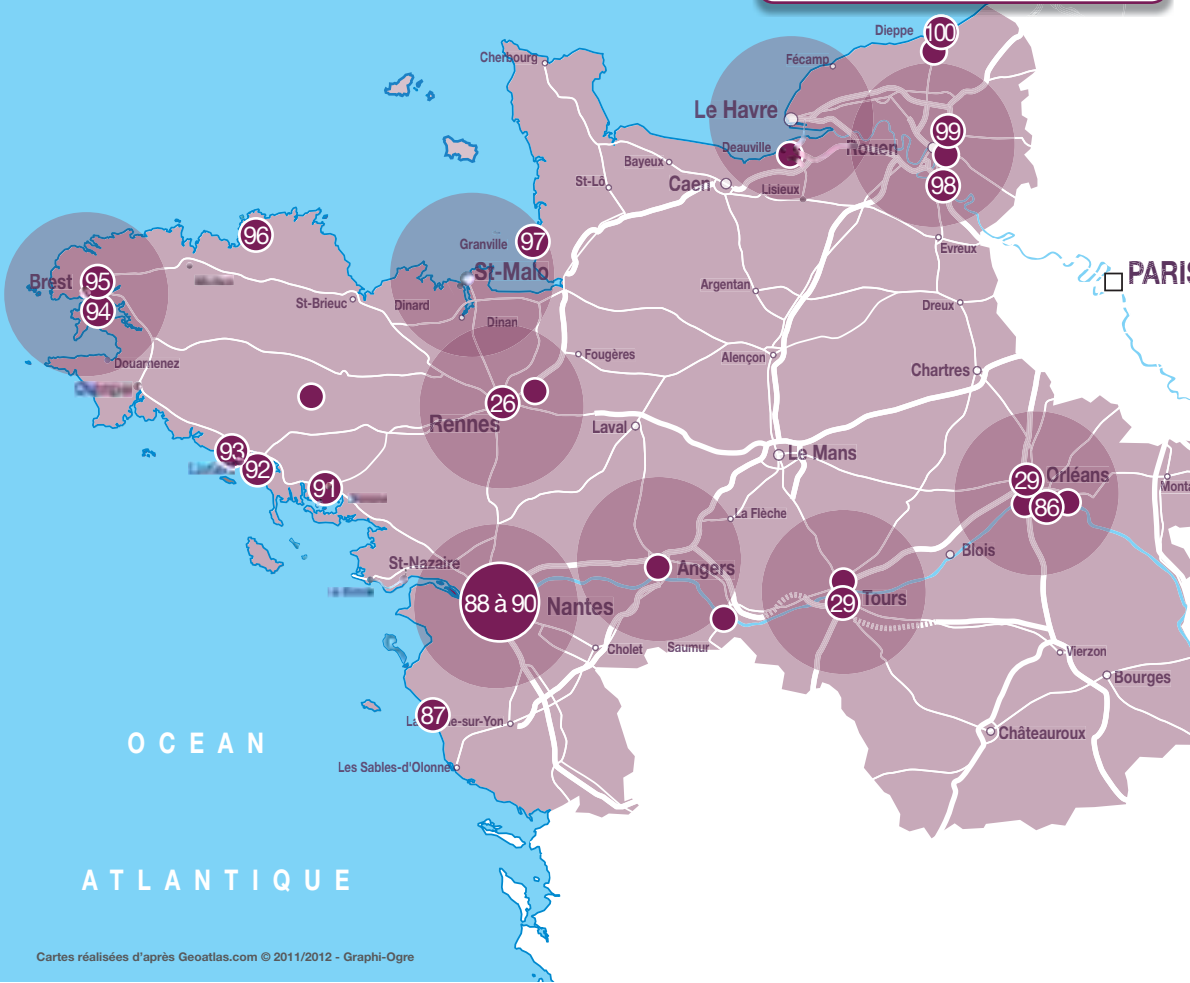 Dieppe
100
Cherbourg
Fécamp
Le Havre
99
Deauville
Rouen
Bayeux
St-Lô
Caen
Lisieux
98
96
Granville
97
Evreux
St-Malo
PARIS
Brest
95
94
St-Brieuc
Dinard
Dinan
Argentan
Dreux
Douarnenez
Fougères
Alençon
Chartres
26
Rennes
Laval
93
92
Le Mans
91
29
Orléans
86
Monta
La Flèche
St-Nazaire
Angers
Blois
88 à 90
Nantes
29
Tours
Cholet
Saumur
Vierzon
Bourges
87
La
e-sur-Yon
Châteauroux
OCEAN
Les Sables-d'Olonne
ATLANTIQUE
Cartes réalisées d'après Geoatlas.com © 2011/2012 - Graphi-Ogre